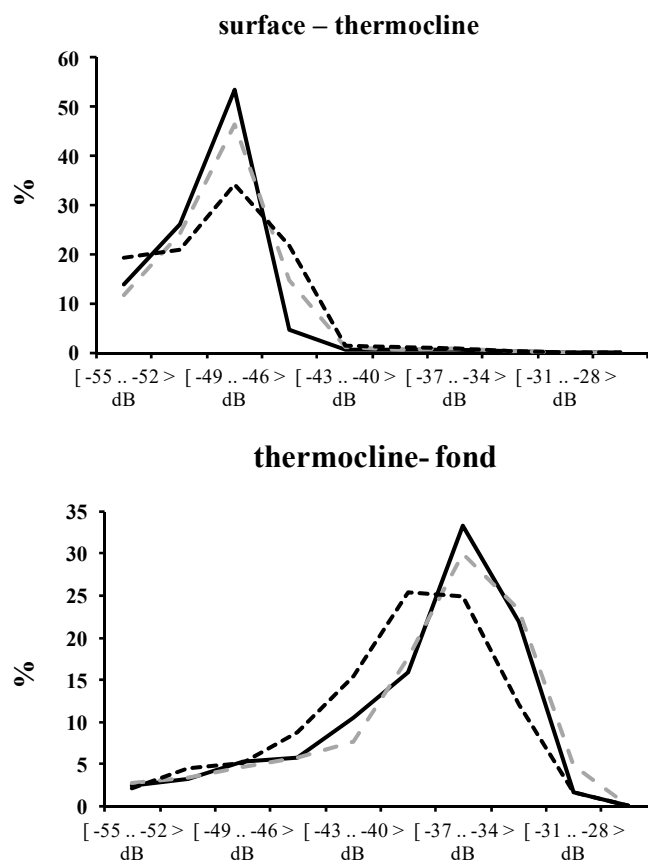 surface – thermocline
60
50
40
30
20
10
0
%
[ -55 .. -52 > [ -49 .. -46 > [ -43 .. -40 > [ -37 .. -34 > [ -31 .. -28 >
dB dB dB dB dB
thermocline- fond
35
30
25
20
15
10
5
0
%
[ -55 .. -52 > [ -49 .. -46 > [ -43 .. -40 > [ -37 .. -34 > [ -31 .. -28 >
dB dB dB dB dB